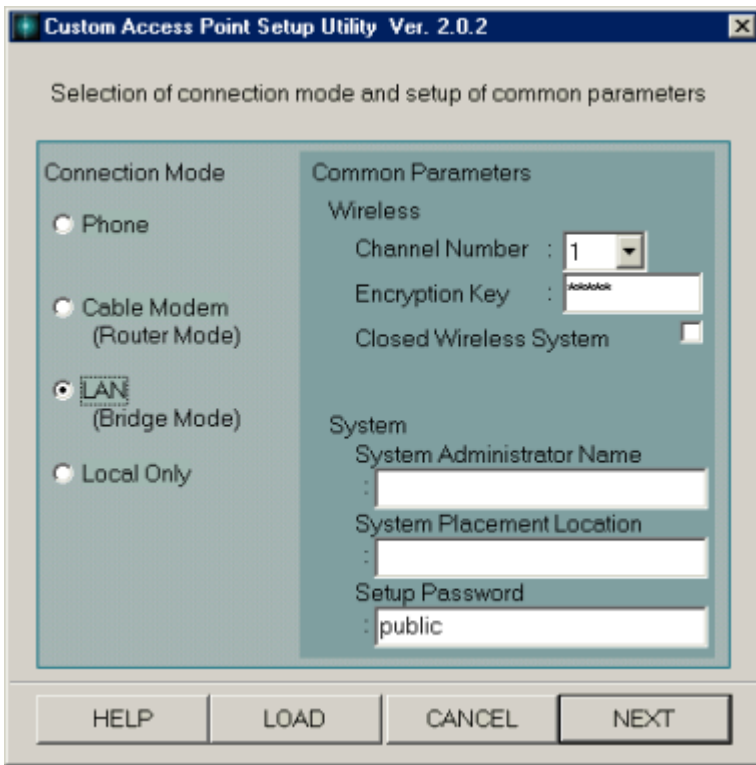 Custom Access Point Setup Utility Ver. 2.0.2
Selection of connection mode and setup of common parameters
Connection Mode
Phone
Cable Modem
(Router Mode)
LAN
(Bridge Mode)
Local Only
Common Parameters
Wireless
Channel Number : 1
Encryption Key : *****
Closed Wireless System
System
System Administrator Name
:
System Placement Location
:
Setup Password
: public
HELP LOAD CANCEL NEXT